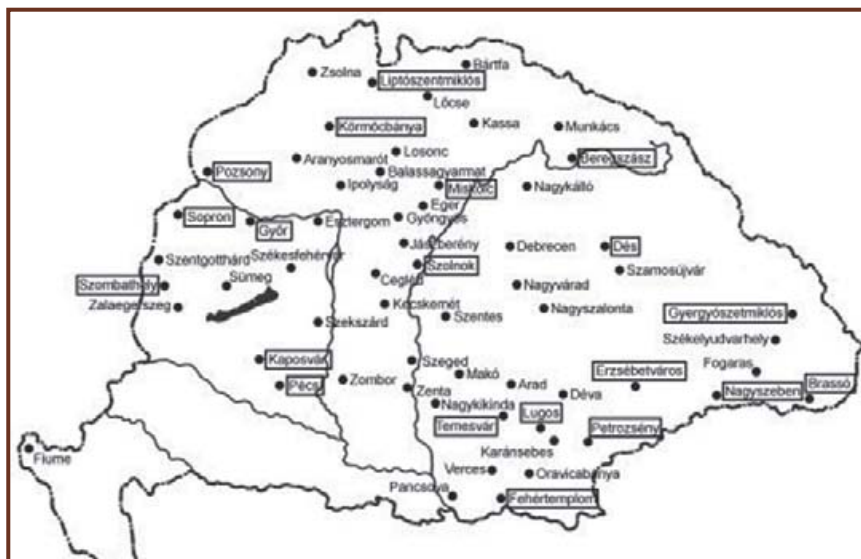 Bártfa
Zsolna
Liptószentmiklós
Lőcse
Körmöcbánya
Kassa
Munkács
Losonc
Aranyosmarót
Beregszász
Pozsony
Balassagyarmat
Ipolyság
Miskolc
Nagykálló
Eger
Sopron
Győr
Esztergom
Gyöngyös
Jászberény
Debrecen
Dés
Szentgotthárd
Székesfehérvár
Szolnok
Szamosújvár
Cegléd
Szombathely
Sümeg
Nagyvárad
Zalaegerszeg
Kecskemét
Szentes
Nagyszalonta
Gyergyószetmiklós
Szekszárd
Székelyudvarhely
Kaposvár
Szeged
Fogaras
Makó
Erzsébetváros
Pécs
Zombor
Zenta
Arad
Déva
Nagyszeben
Brassó
Nagykikinda
Lugos
Temesvár
Petrozsény
Karánsebes
Fiume
Verces
Oravicabánya
Pancsova
Fehértemplom